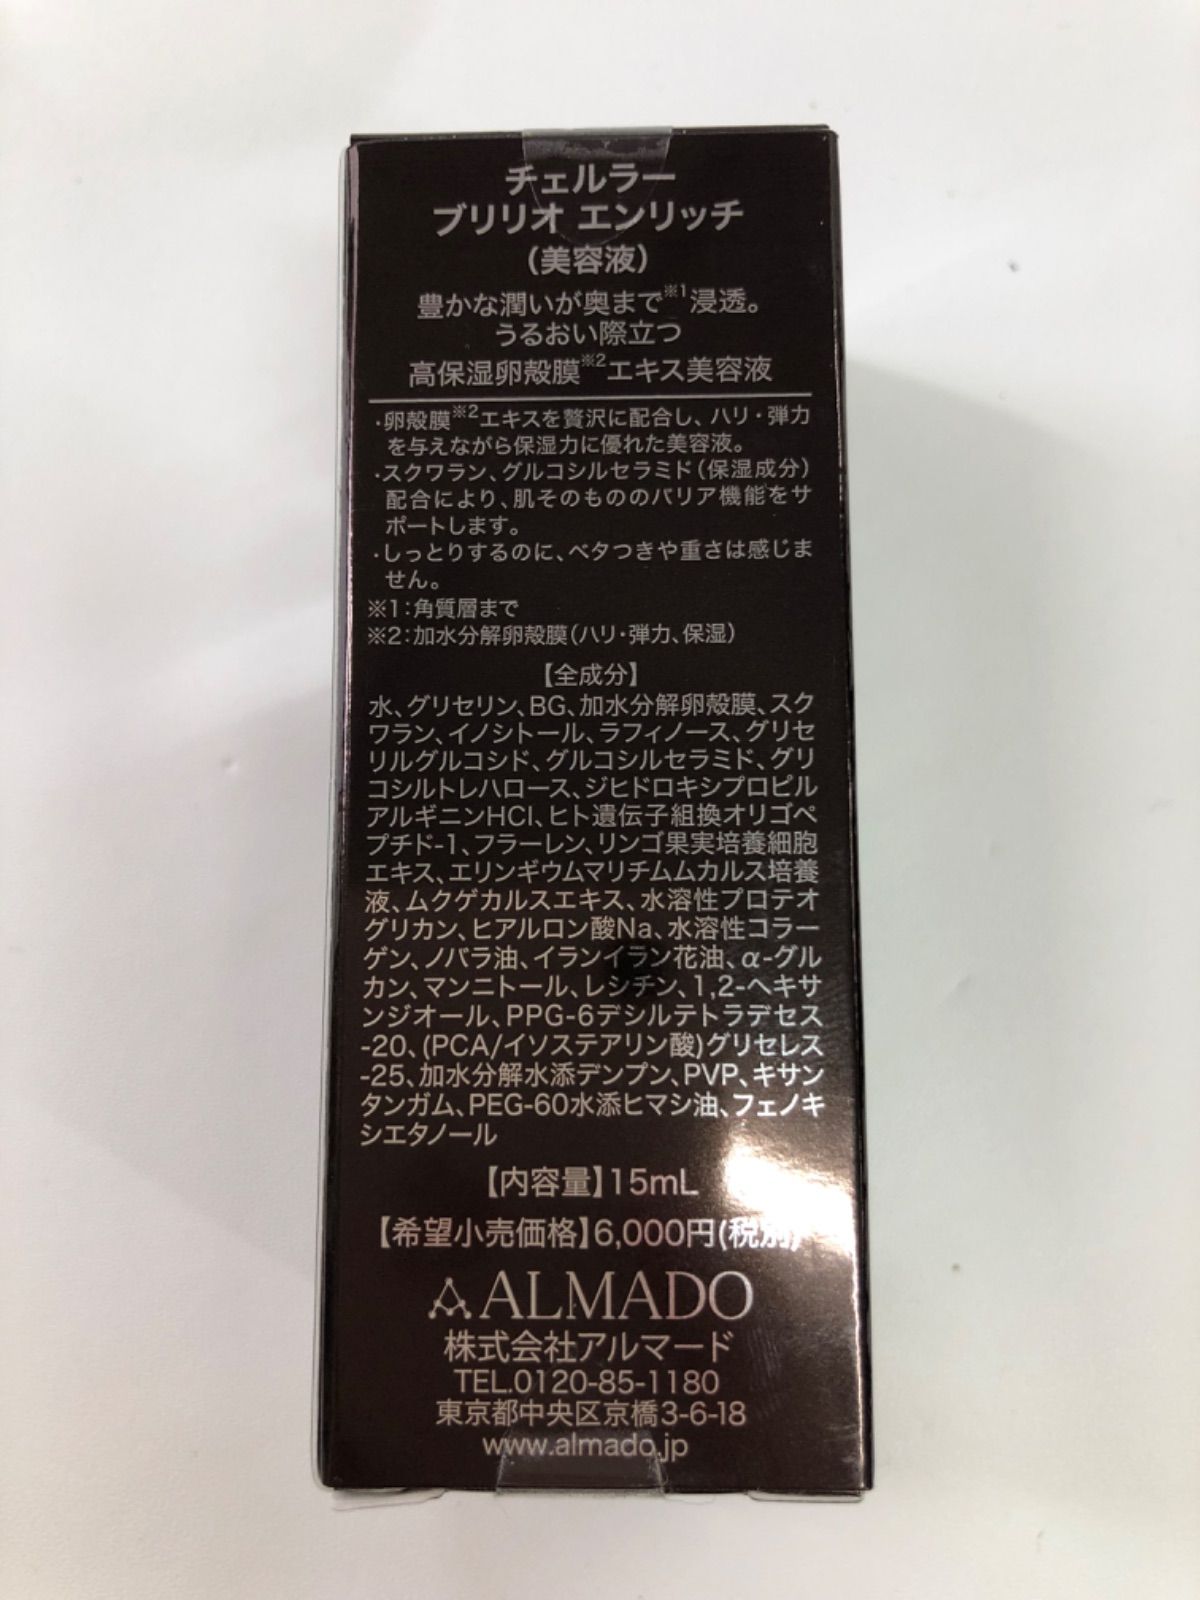 チェルラー
ブリリオ エンリッチ
(美容液)
豊かな潤いが奥まで※1浸透。
うるおい際立つ
高保湿卵殻膜※2エキス美容液
・卵殻膜※2エキスを贅沢に配合し、ハリ・弾力
を与えながら保湿力に優れた美容液。
・スクワラン、グルコシルセラミド(保湿成分)
配合により、肌そのもののバリア機能をサ
ポートします。
・しっとりするのに、ベタつきや重さは感じま
せん。
※1:角質層まで
※2:加水分解卵殻膜(ハリ・弾力、保湿)
【全成分】
水、グリセリン、BG、加水分解卵殻膜、スク
ワラン、イノシトール、ラフィノース、グリセ
リルグルコシド、グルコシルセラミド、グリ
コシルトレハロース、ジヒドロキシプロピル
アルギニンHCl、ヒト遺伝子組換オリゴペ
プチド-1、フラーレン、リンゴ果実培養細胞
エキス、エリンギウムマリチムムカルス培養
液、ムクゲカルスエキス、水溶性プロテオ
グリカン、ヒアルロン酸Na、水溶性コラー
ゲン、ノバラ油、イランイラン花油、α-グル
カン、マンニトール、レシチン、1,2-ヘキサ
ンジオール、PPG-6デシルテトラデセス
-20、(PCA/イソステアリン酸)グリセレス
-25、加水分解水添デンプン、PVP、キサン
タンガム、PEG-60水添ヒマシ油、フェノキ
シエタノール
【内容量】15mL
【希望小売価格】6,000円(税別)
ALMADO
株式会社アルマード
TEL.0120-85-1180
東京都中央区京橋3-6-18
www.almado.jp